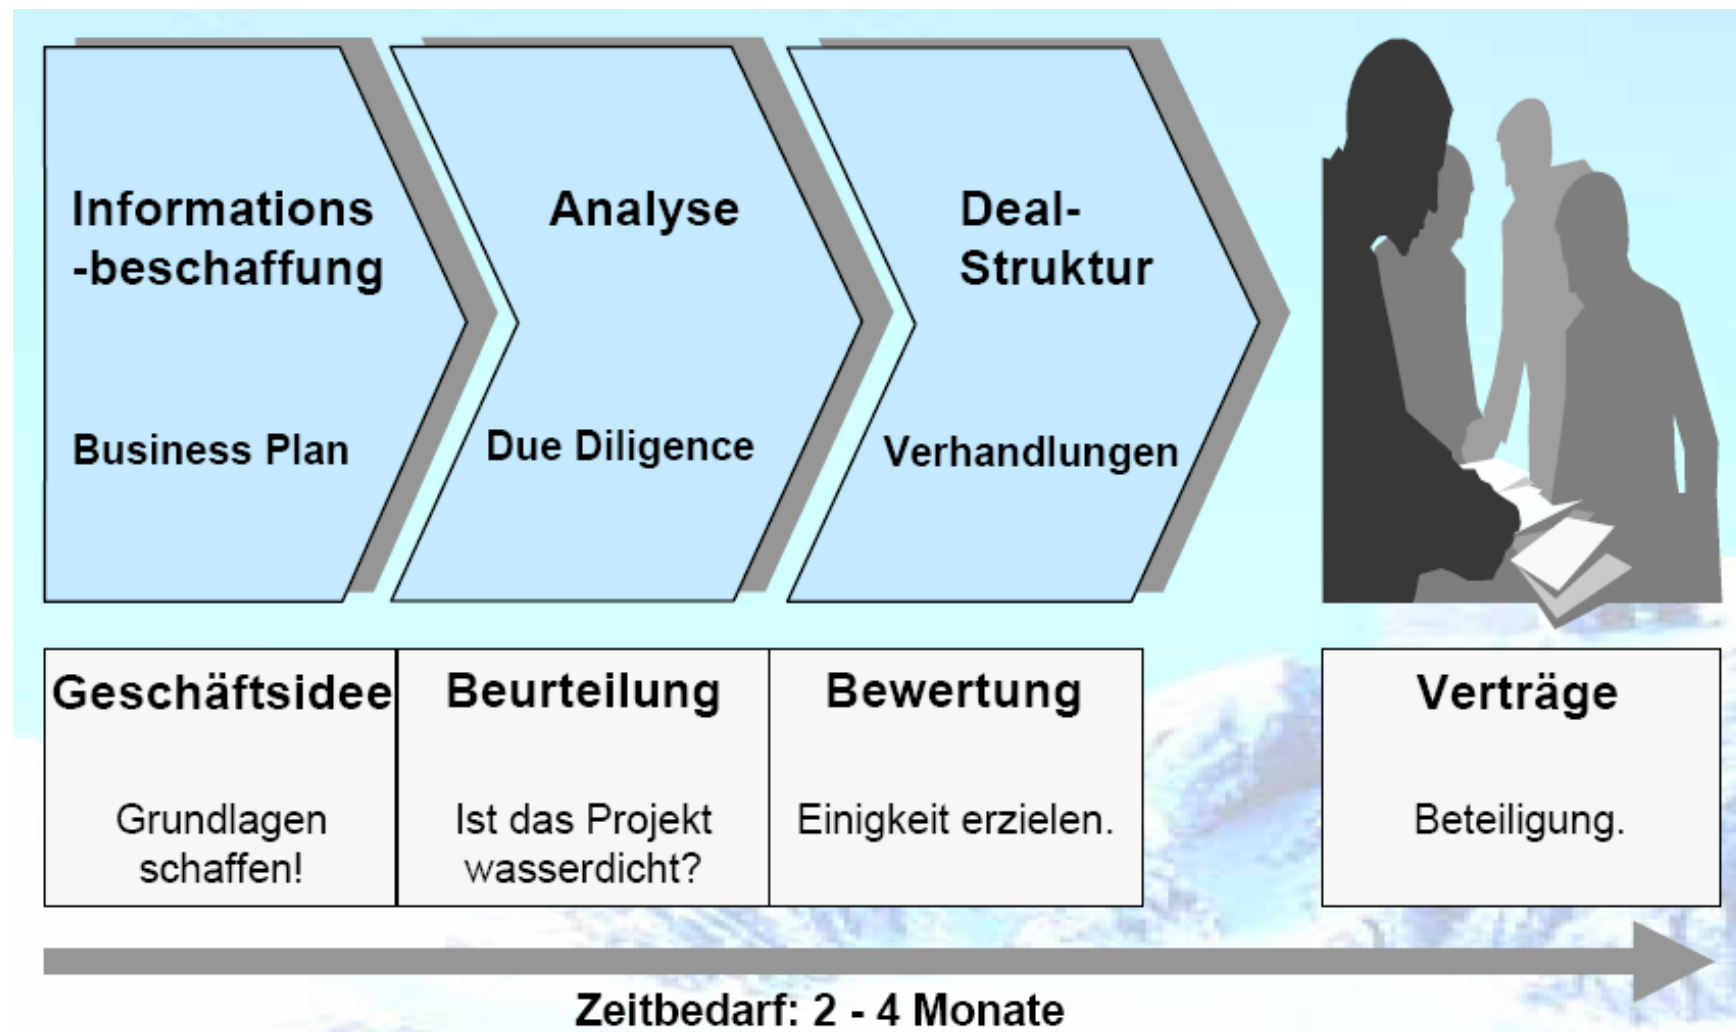 Informations
-beschaffung
Business Plan
Analyse
Due Diligence
Deal-
Struktur
Verhandlungen
Geschäftsidee
Grundlagen
schaffen!
Beurteilung
Ist das Projekt
wasserdicht?
Bewertung
Einigkeit erzielen.
Verträge
Beteiligung.
Zeitbedarf: 2 - 4 Monate